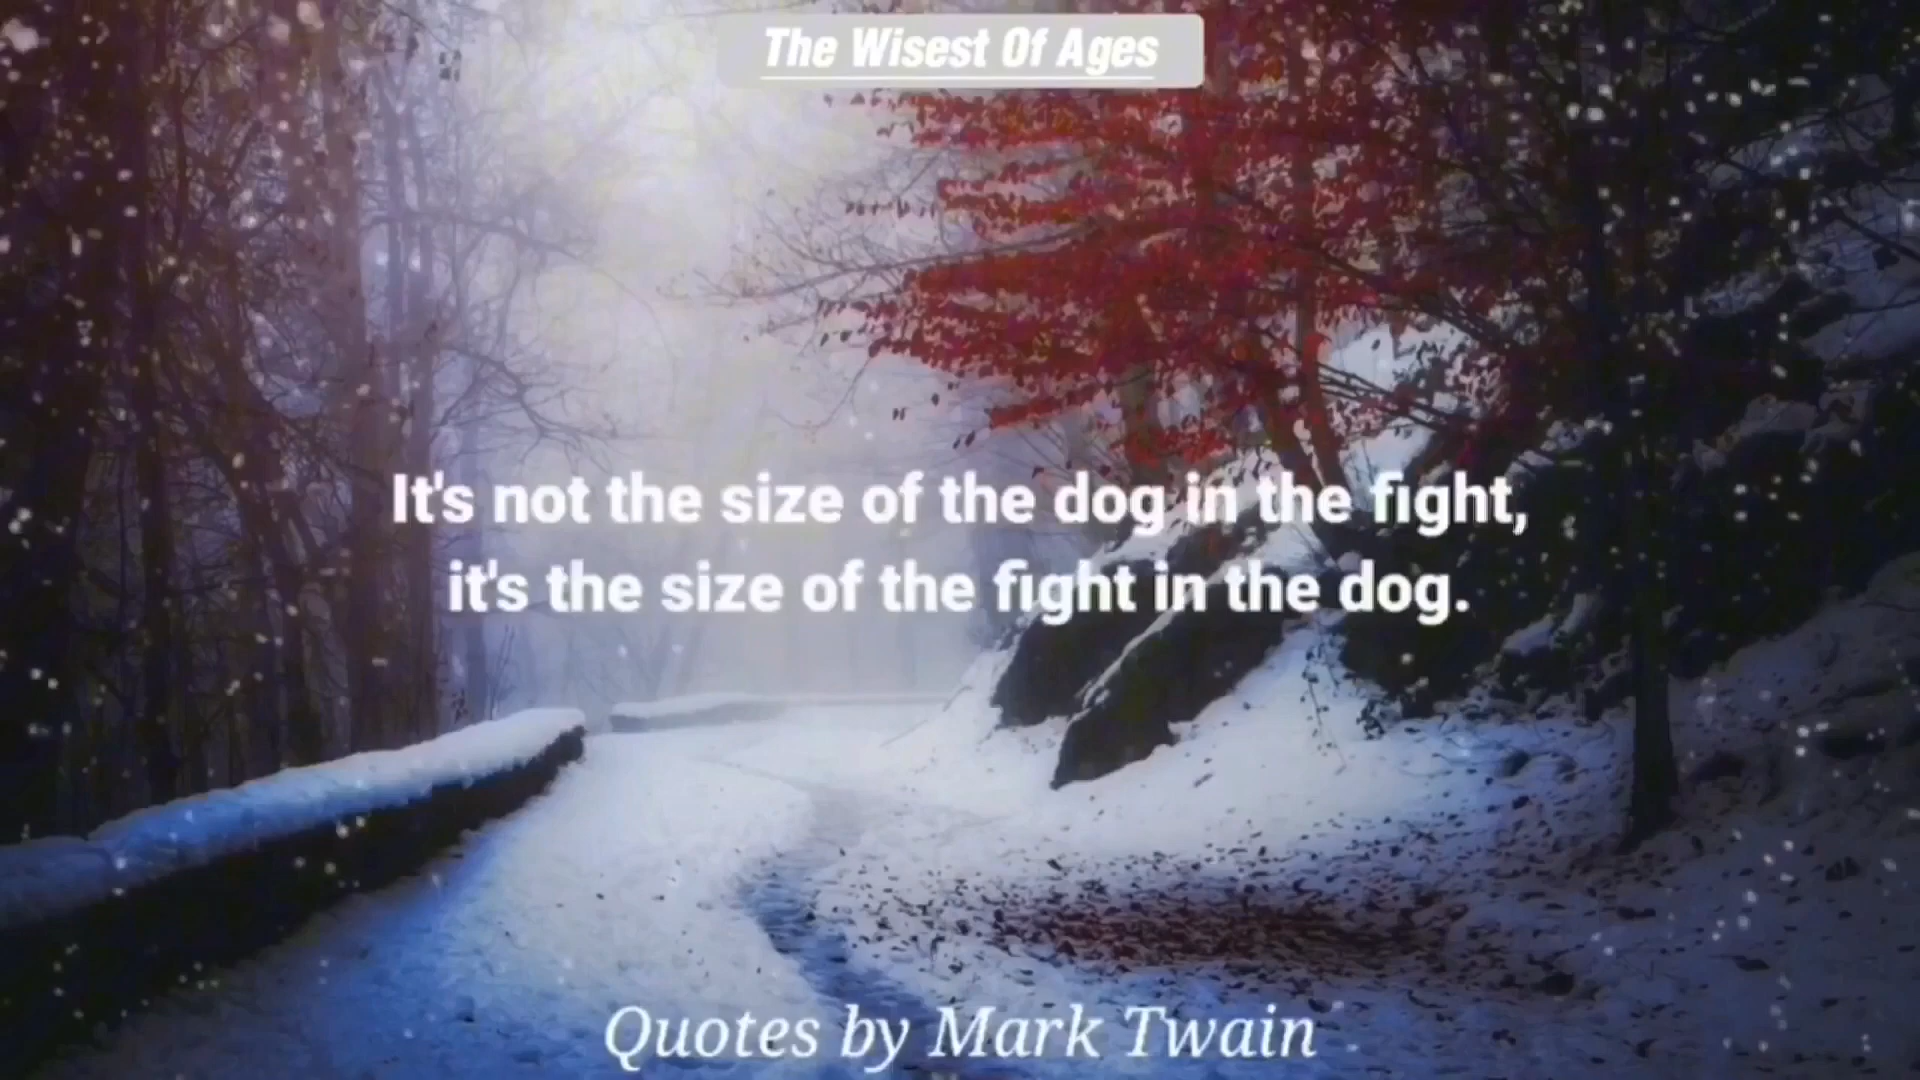 The Wisest Of Ages
It's not the size of the dog in the fight,
it's the size of the fight in the dog.
Quotes by Mark Twain